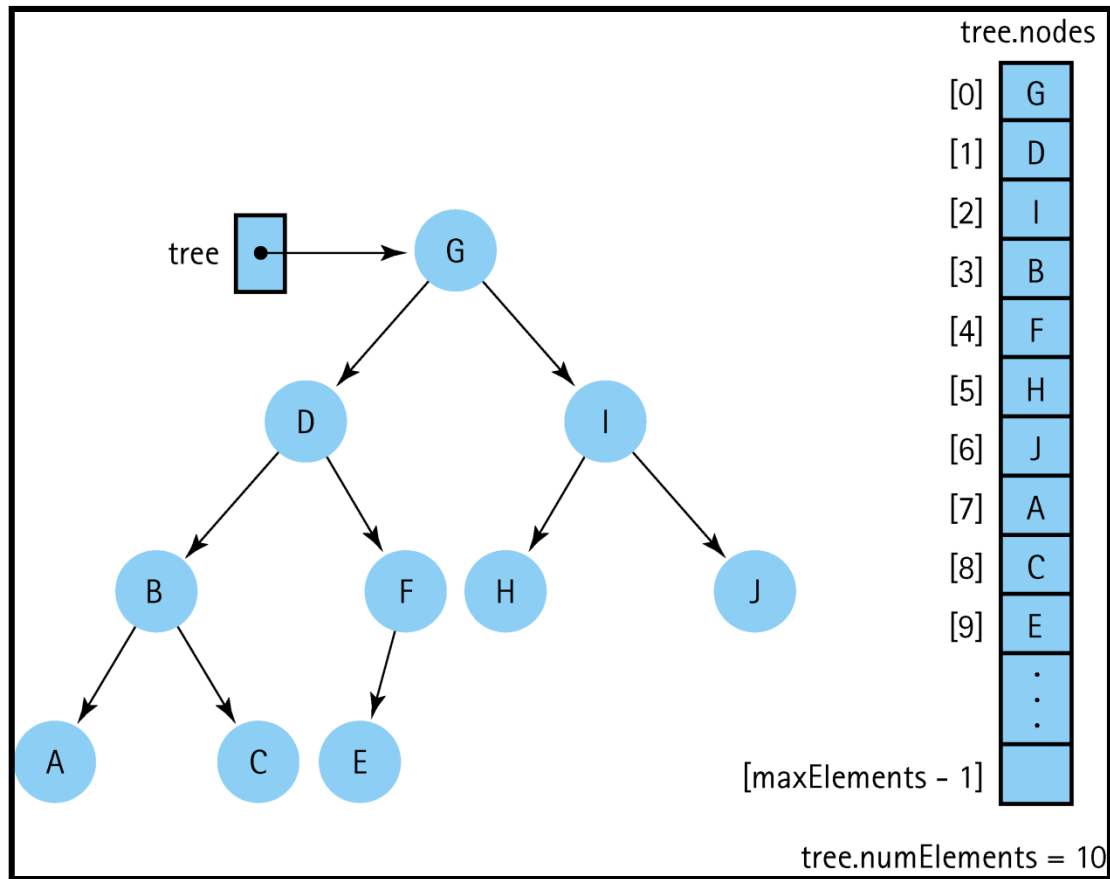 tree.nodes
[0] G
[1] D
[2] I
[3] B
[4] F
[5] H
[6] J
[7] A
[8] C
[9] E
.
.
.
[maxElements - 1]
tree.numElements = 10
tree
G
D I
B F H J
A C E